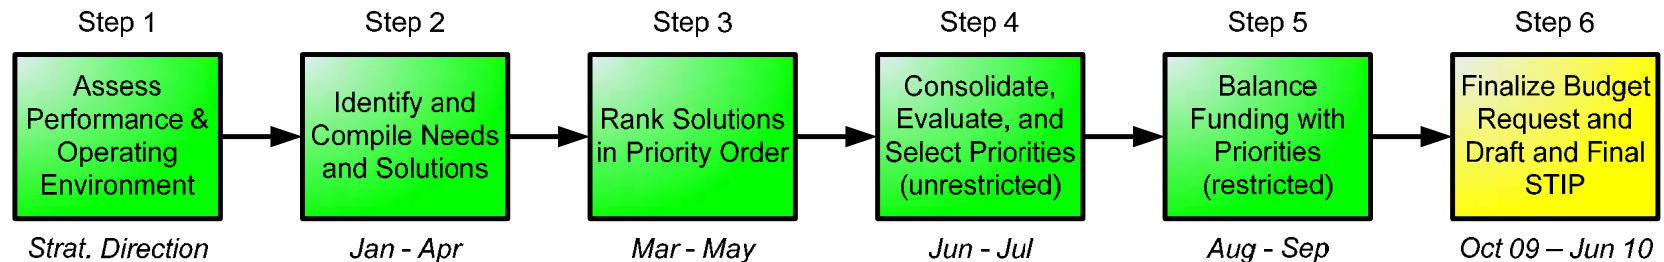 Step 1
Step 2
Step 3
Step 4
Step 5
Step 6
Assess
Performance &
Operating
Environment
Identify and
Compile Needs
and Solutions
Rank Solutions
in Priority Order
Consolidate,
Evaluate, and
Select Priorities
(unrestricted)
Balance
Funding with
Priorities
(restricted)
Finalize Budget
Request and
Draft and Final
STIP
Strat. Direction
Jan - Apr
Mar - May
Jun - Jul
Aug - Sep
Oct 09 – Jun 10